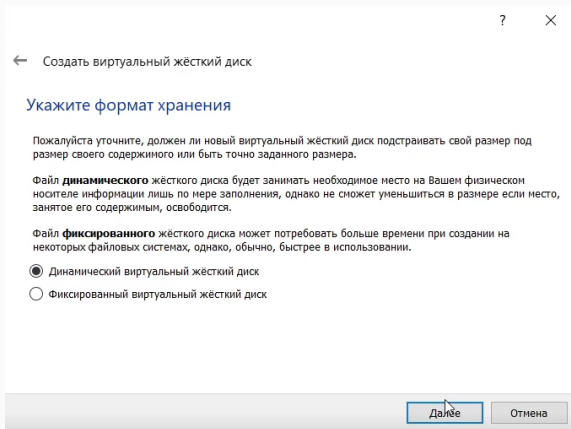 ?
← Создать виртуальный жёсткий диск
Укажите формат хранения
Пожалуйста уточните, должен ли новый виртуальный жёсткий диск подстраивать свой размер под
размер своего содержимого или быть точно заданного размера.
Файл динамического жёсткого диска будет занимать необходимое место на Вашем физическом
носителе информации лишь по мере заполнения, однако не сможет уменьшиться в размере если место,
занятое его содержимым, освободится.
Файл фиксированного жёсткого диска может потребовать больше времени при создании на
некоторых файловых системах, однако, обычно, быстрее в использовании.
Динамический виртуальный жёсткий диск
Фиксированный виртуальный жёсткий диск
Далее Отмена